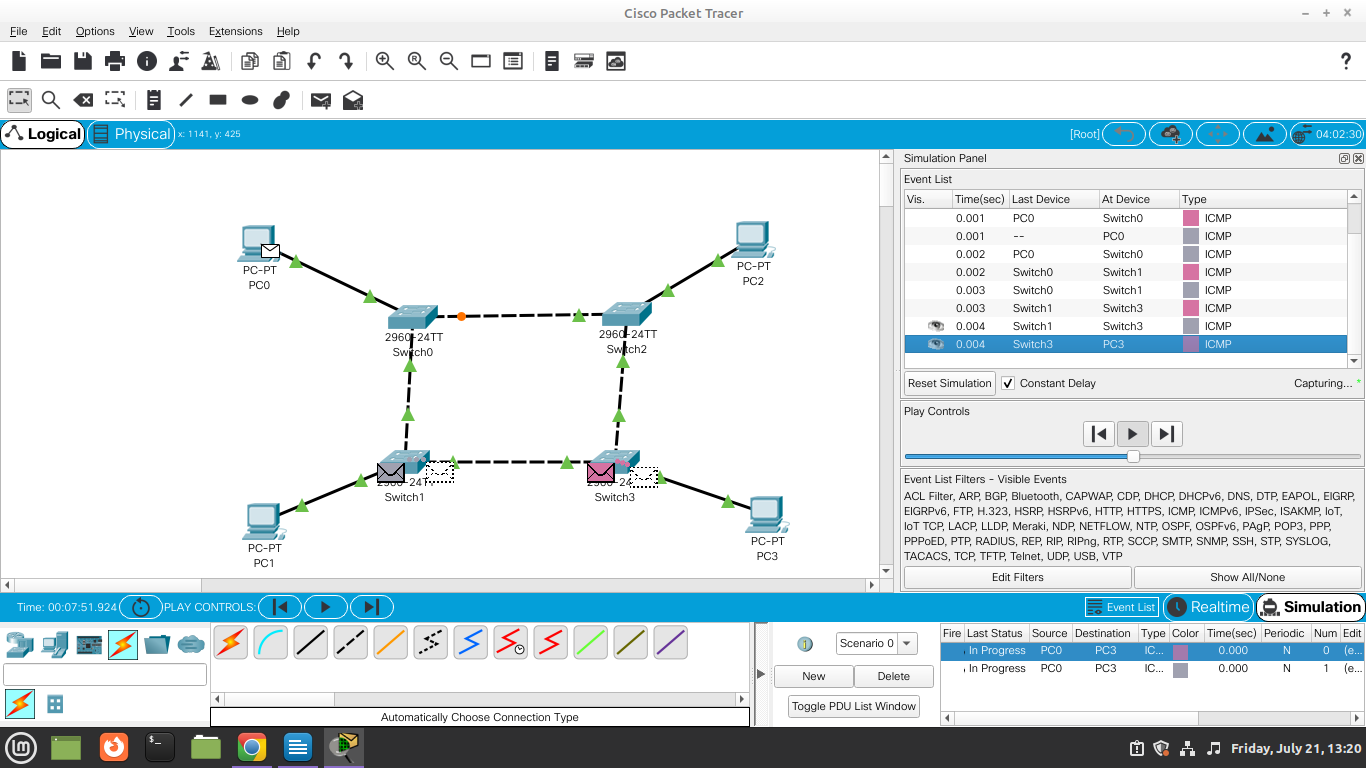 Cisco Packet Tracer
File Edit Options View Tools Extensions Help
Logical Physical x: 1141, y: 425
[Root] 04:02:30
PC-PT
PC0
PC-PT
PC2
2960-24TT
Switch0
2960-24TT
Switch2
Switch1
Switch3
PC-PT
PC1
PC-PT
PC3
Simulation Panel
Event List
Vis. Time(sec) Last Device At Device Type
0.001 PC0 Switch0 ICMP
0.001 -- PC0 ICMP
0.002 PC0 Switch0 ICMP
0.002 Switch0 Switch1 ICMP
0.003 Switch0 Switch1 ICMP
0.003 Switch1 Switch3 ICMP
0.004 Switch1 Switch3 ICMP
0.004 Switch3 PC3 ICMP
Reset Simulation Constant Delay Capturing...
Play Controls
Event List Filters - Visible Events
ACL Filter, ARP, BGP, Bluetooth, CAPWAP, CDP, DHCP, DHCPv6, DNS, DTP, EAPOL, EIGRP,
EIGRPv6, FTP, H.323, HSRP, HSRPv6, HTTP, HTTPS, ICMP, ICMPv6, IPSec, ISAKMP, IoT,
IoT TCP, LACP, LLDP, Meraki, NDP, NETFLOW, NTP, OSPF, OSPFv6, PAgP, POP3, PPP,
PPPoED, PTP, RADIUS, REP, RIP, RIPng, RTP, SCCP, SMTP, SNMP, SSH, STP, SYSLOG,
TACACS, TCP, TFTP, Telnet, UDP, USB, VTP
Edit Filters Show All/None
Time: 00:07:51.924 PLAY CONTROLS: Event List Realtime Simulation
Automatically Choose Connection Type
1 Scenario 0
New Delete
Toggle PDU List Window
Fire Last Status Source Destination Type Color Time(sec) Periodic Num Edit
In Progress PC0 PC3 IC... 0.000 N 0 (e...
In Progress PC0 PC3 IC... 0.000 N 1 (e...
Friday, July 21, 13:20